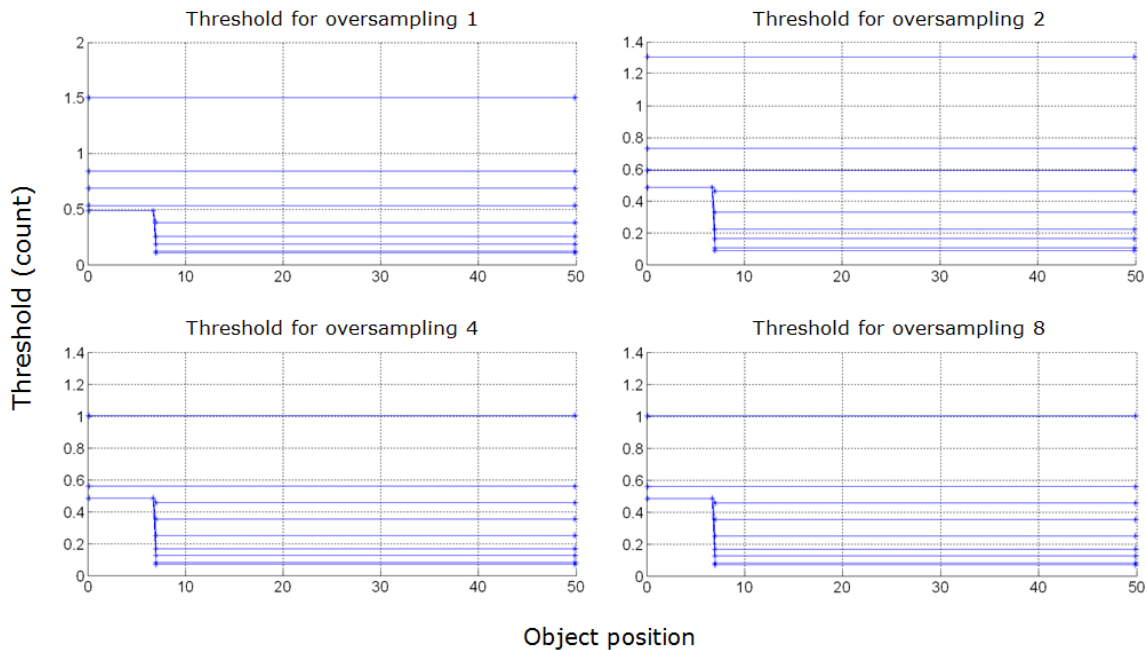 Threshold for oversampling 1
Threshold for oversampling 2
2
1.5
1
0.5
0
0 10 20 30 40 50
1.4
1.2
1
0.8
0.6
0.4
0.2
0
0 10 20 30 40 50
Threshold (count)
Threshold for oversampling 4
Threshold for oversampling 8
1.4
1.2
1
0.8
0.6
0.4
0.2
0
0 10 20 30 40 50
1.4
1.2
1
0.8
0.6
0.4
0.2
0
0 10 20 30 40 50
Object position